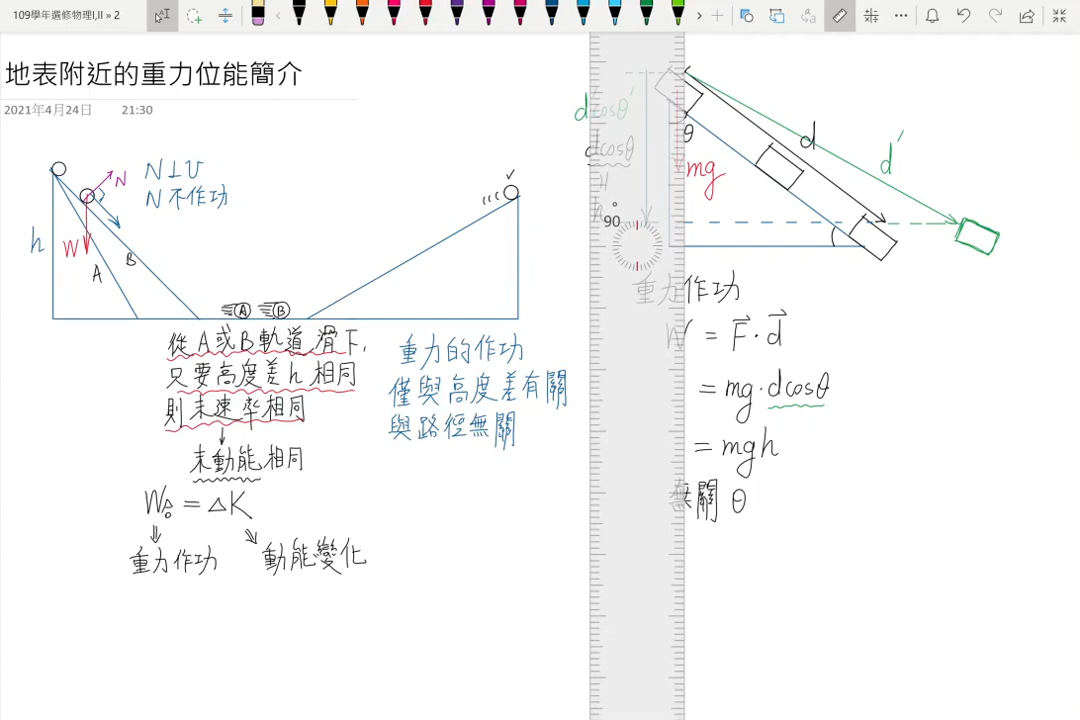 109學年選修物理I,II » 2
地表附近的重力位能簡介
2021年4月24日 21:30
N⊥υ
N 不作功
N
h
W
A
B
A B
從A或B軌道滑下,
只要高度差h相同
則末速率相同
末動能相同
W₀ = ΔK
重力作功
動能變化
重力的作功
僅與高度差有關
與路徑無關
d'cosθ'
dcosθ
h
90°
θ
mg
d
d'
重力作功
W = F⃗·d⃗
= mg·dcosθ
= mgh
無關 θ